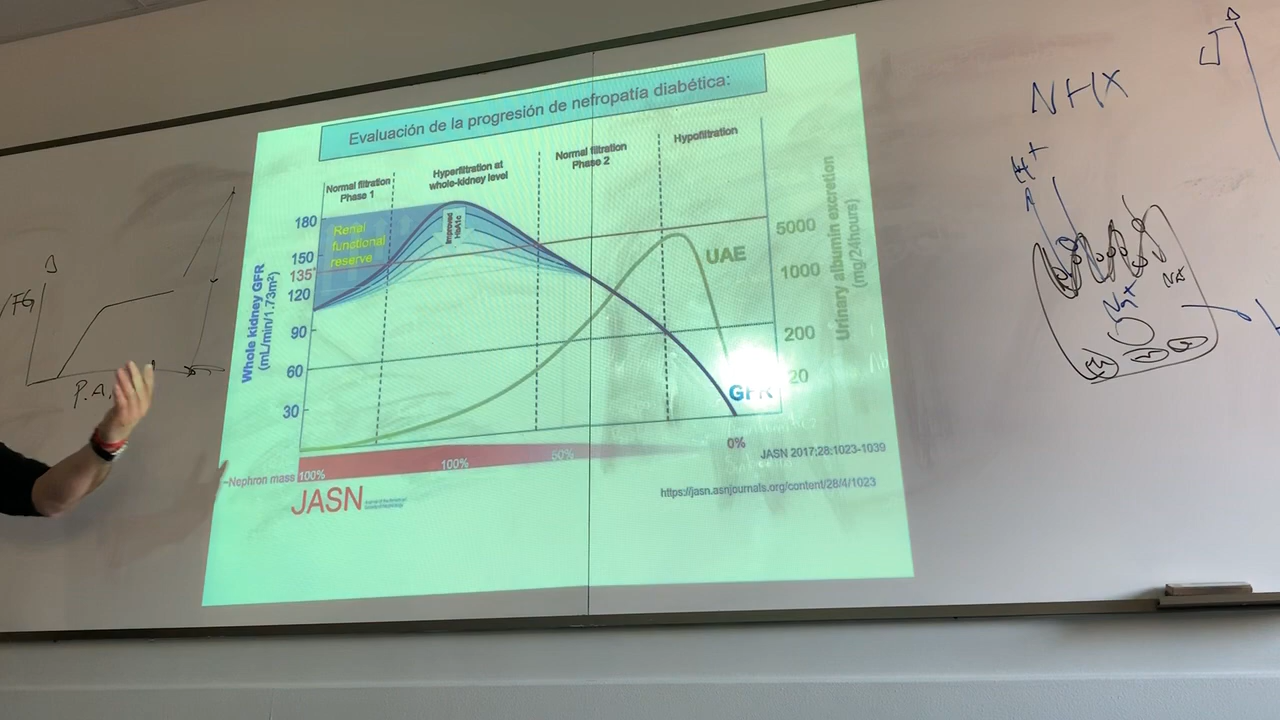 Evaluación de la progresión de nefropatía diabética:
Normal filtration
Phase 1
Hyperfiltration at
whole-kidney level
Normal filtration
Phase 2
Hypofiltration
Renal
functional
reserve
Improved
HbA1c
180
150
135
120
90
60
30
Whole kidney GFR
(mL/min/1.73m²)
UAE
GFR
5000
1000
200
20
Urinary albumin excretion
(mg/24hours)
~Nephron mass 100%
100%
50%
0%
JASN 2017;28:1023-1039
https://jasn.asnjournals.org/content/28/4/1023
JASN
P.A.
NHX
H+